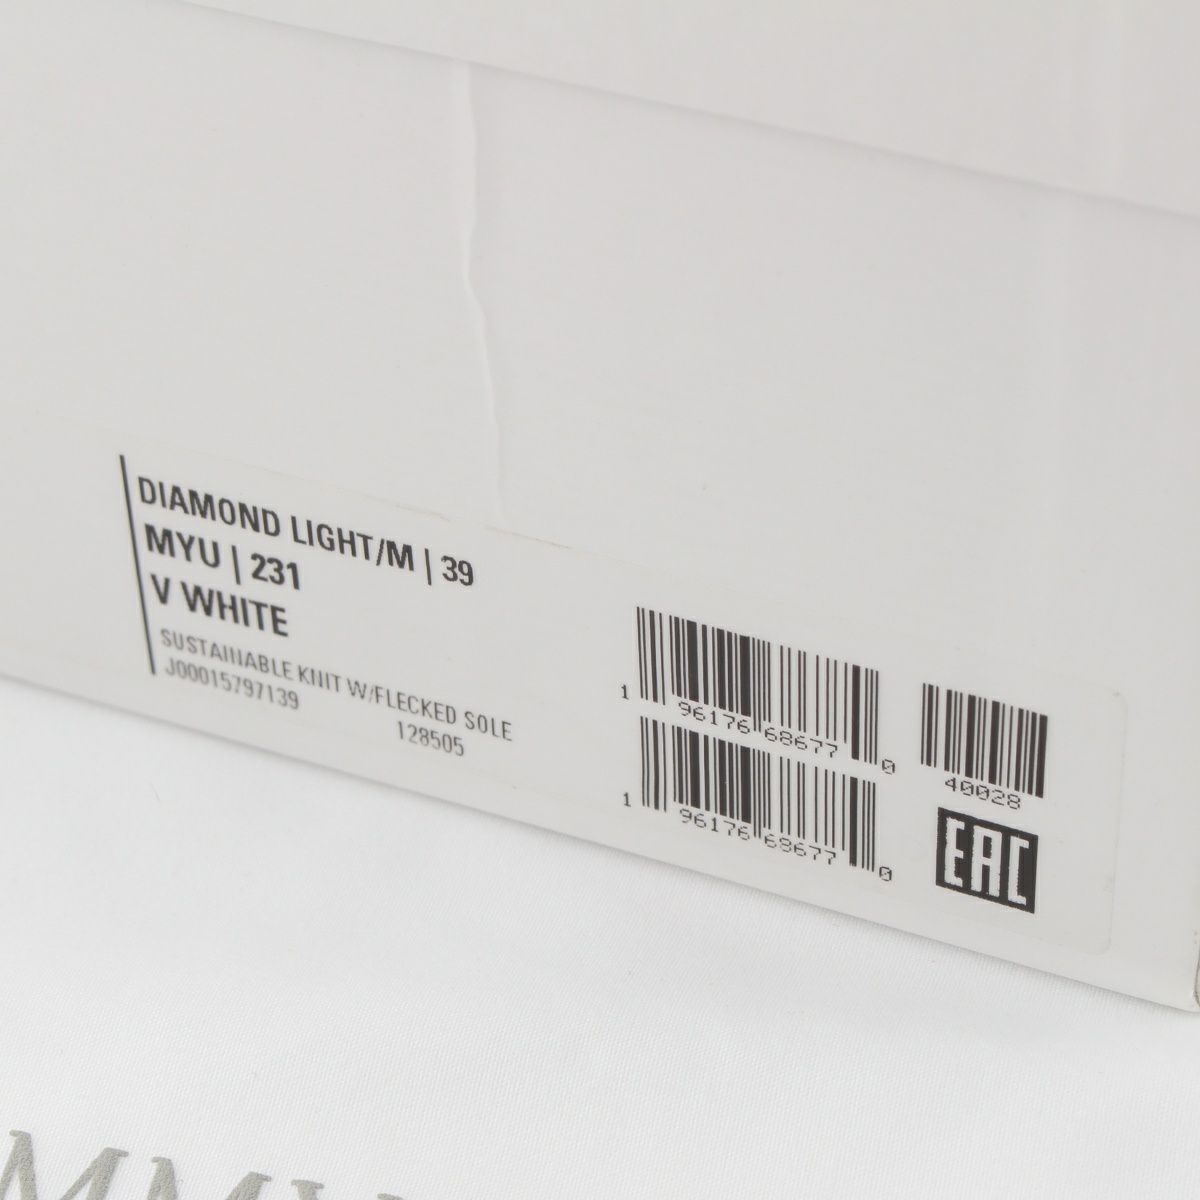 DIAMOND LIGHT/M | 39
MYU | 231
V WHITE
SUSTAINABLE KNIT W/FLECKED SOLE
J00015797139
128505
1 96176 68677 0
40028
1 96176 68677 0
EAC